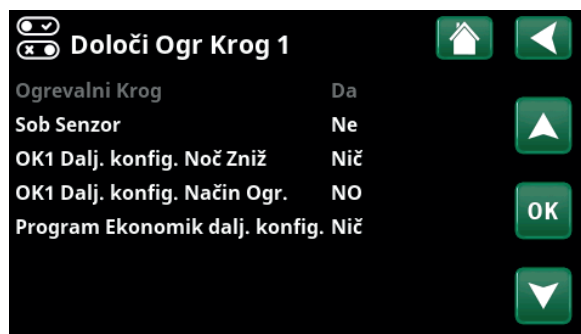 Določi Ogr Krog 1
Ogrevalni Krog Da
Sob Senzor Ne
OK1 Dalj. konfig. Noč Zniž Nič
OK1 Dalj. konfig. Način Ogr. NO
Program Ekonomik dalj. konfig. Nič
OK